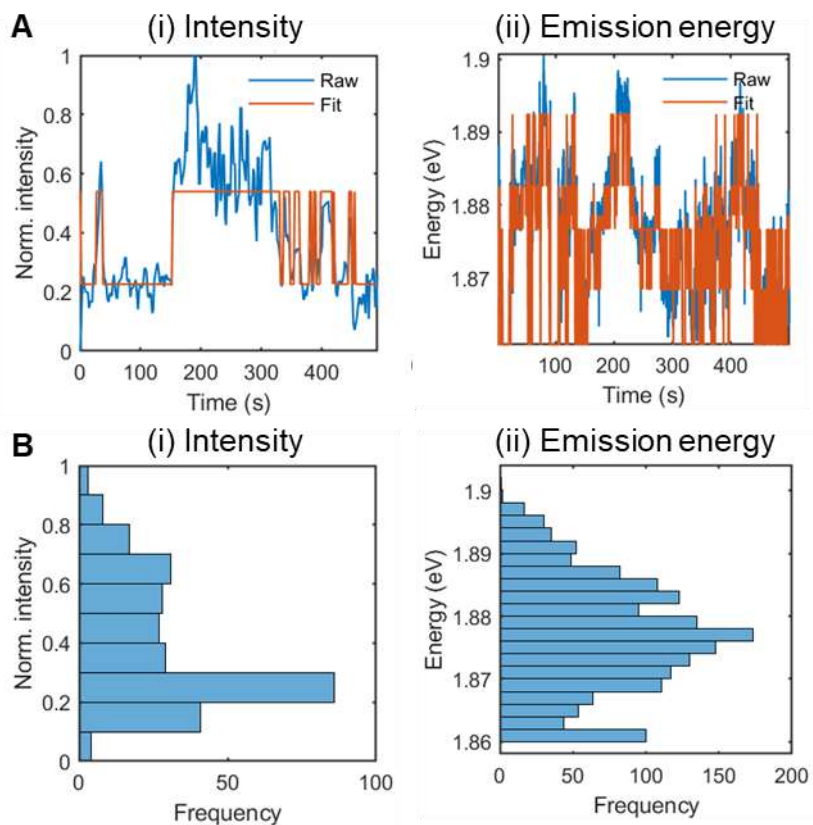 A
(i) Intensity
(ii) Emission energy
1
0.8
0.6
0.4
0.2
0
Norm. intensity
Raw
Fit
0 100 200 300 400
Time (s)
1.9
1.89
1.88
1.87
Energy (eV)
Raw
Fit
100 200 300 400
Time (s)
B
(i) Intensity
(ii) Emission energy
1
0.8
0.6
0.4
0.2
0
Norm. intensity
0 50 100
Frequency
1.9
1.89
1.88
1.87
1.86
Energy (eV)
0 50 100 150 200
Frequency